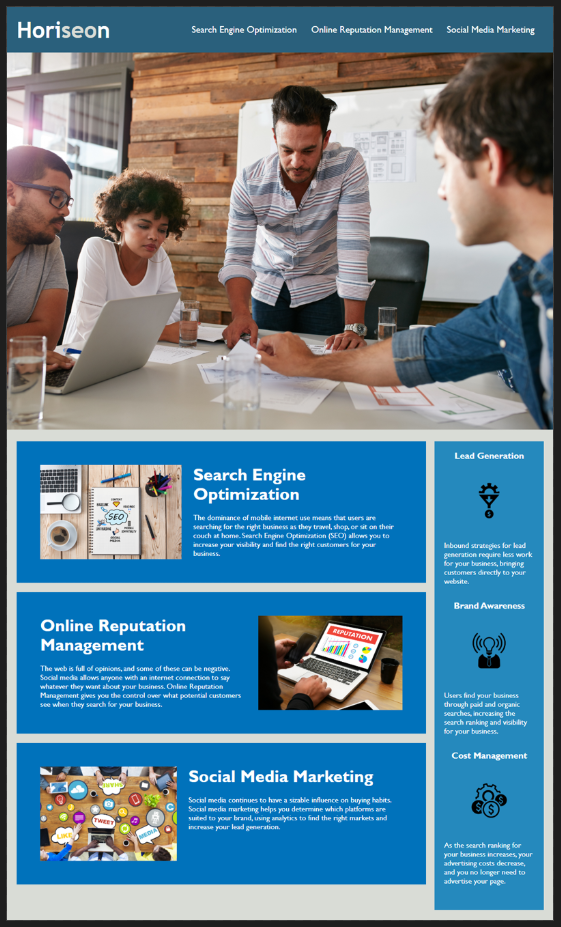 Horiseon
Search Engine Optimization
Online Reputation Management
Social Media Marketing
SEO
Search Engine
Optimization
The dominance of mobile internet use means that users are
searching for the right business as they travel, shop, or sit on their
couch at home. Search Engine Optimization (SEO) allows you to
increase your visibility and find the right customers for your
business.
Online Reputation
Management
The web is full of opinions, and some of these can be negative.
Social media allows anyone with an internet connection to say
whatever they want about your business. Online Reputation
Management gives you the control over what potential customers
see when they search for your business.
REPUTATION
LIKE
TWEET
MEDIA
Social Media Marketing
Social media continues to have a sizable influence on buying habits.
Social media marketing helps you determine which platforms are
suited to your brand, using analytics to find the right markets and
increase your lead generation.
Lead Generation
$
Inbound strategies for lead
generation require less work
for your business, bringing
customers directly to your
website.
Brand Awareness
Users find your business
through paid and organic
searches, increasing the
search ranking and visibility
for your business.
Cost Management
$ $ $
As the search ranking for
your business increases, your
advertising costs decrease,
and you no longer need to
advertise your page.